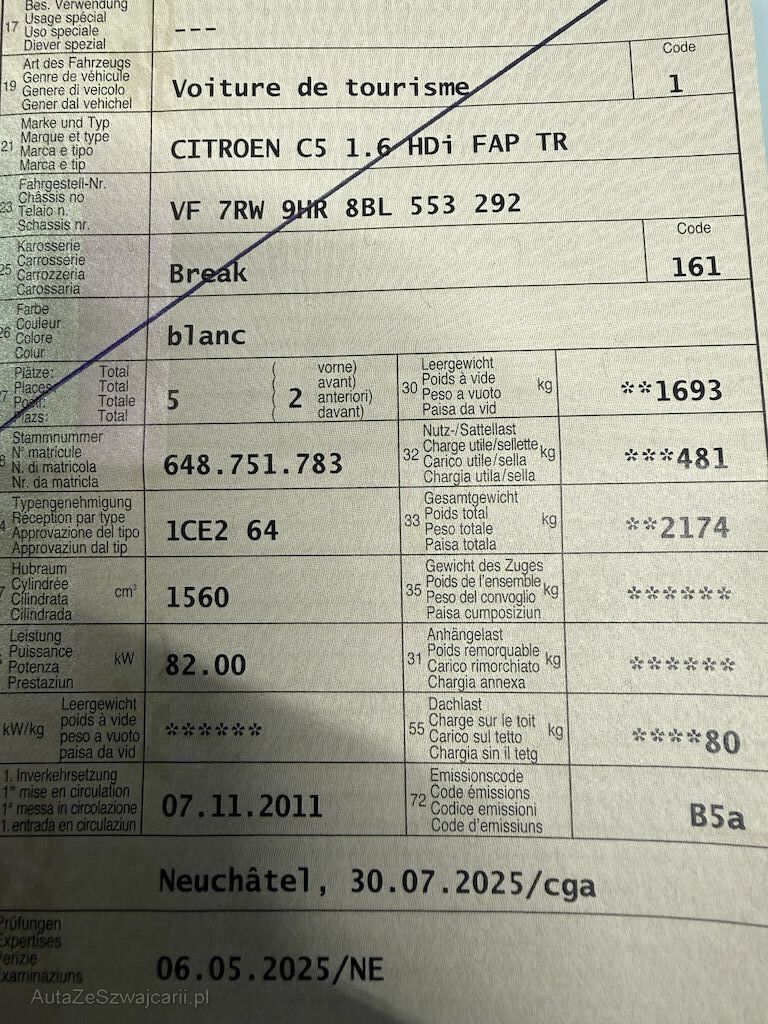 Bes. Verwendung
17 Usage spécial
Uso speciale
Diever spezial
---
Art des Fahrzeugs
19 Genre de véhicule
Genere di veicolo
Gener dal vehichel
Voiture de tourisme
Code
1
Marke und Typ
21 Marque et type
Marca e tipo
Marca e tip
CITROEN C5 1.6 HDi FAP TR
Fahrgestell-Nr.
23 Châssis no
Telaio n.
Schassis nr.
VF 7RW 9HR 8BL 553 292
Karosserie
25 Carrosserie
Carrozzeria
Carossaria
Break
Code
161
Farbe
26 Couleur
Colore
Colur
blanc
Plätze: Total
Places Total
Posti: Totale
Plazs: Total
5
( vorne)
avant)
2 anteriori)
( davant)
Leergewicht
30 Poids à vide kg
Peso a vuoto
Paisa da vid
**1693
Stammnummer
N° matricule
N. di matricola
Nr. da matricla
648.751.783
Nutz-/Sattellast
32 Charge utile/sellette kg
Carico utile/sella
Chargia utila/sella
***481
Typengenehmigung
Réception par type
Approvazione del tipo
Approvaziun dal tip
1CE2 64
Gesamtgewicht
33 Poids total kg
Peso totale
Paisa totala
**2174
Hubraum
Cylindrée cm³
Cilindrata
Cilindrada
1560
Gewicht des Zuges
35 Poids de l'ensemble kg
Peso del convoglio
Paisa cumposiziun
******
Leistung
Puissance kW
Potenza
Prestaziun
82.00
Anhängelast
31 Poids remorquable kg
Carico rimorchiato
Chargia annexa
******
Leergewicht
kW/kg poids à vide
peso a vuoto
paisa da vid
******
Dachlast
55 Charge sur le toit kg
Carico sul tetto
Chargia sin il tetg
****80
1. Inverkehrsetzung
1re mise en circulation
1a messa in circolazione
1. entrada en circulaziun
07.11.2011
Emissionscode
72 Code émissions
Codice emissioni
Code d'emissiuns
B5a
Neuchâtel, 30.07.2025/cga
Prüfungen
Expertises
Perizie
Examinaziuns
06.05.2025/NE
AutaZeSzwajcarii.pl